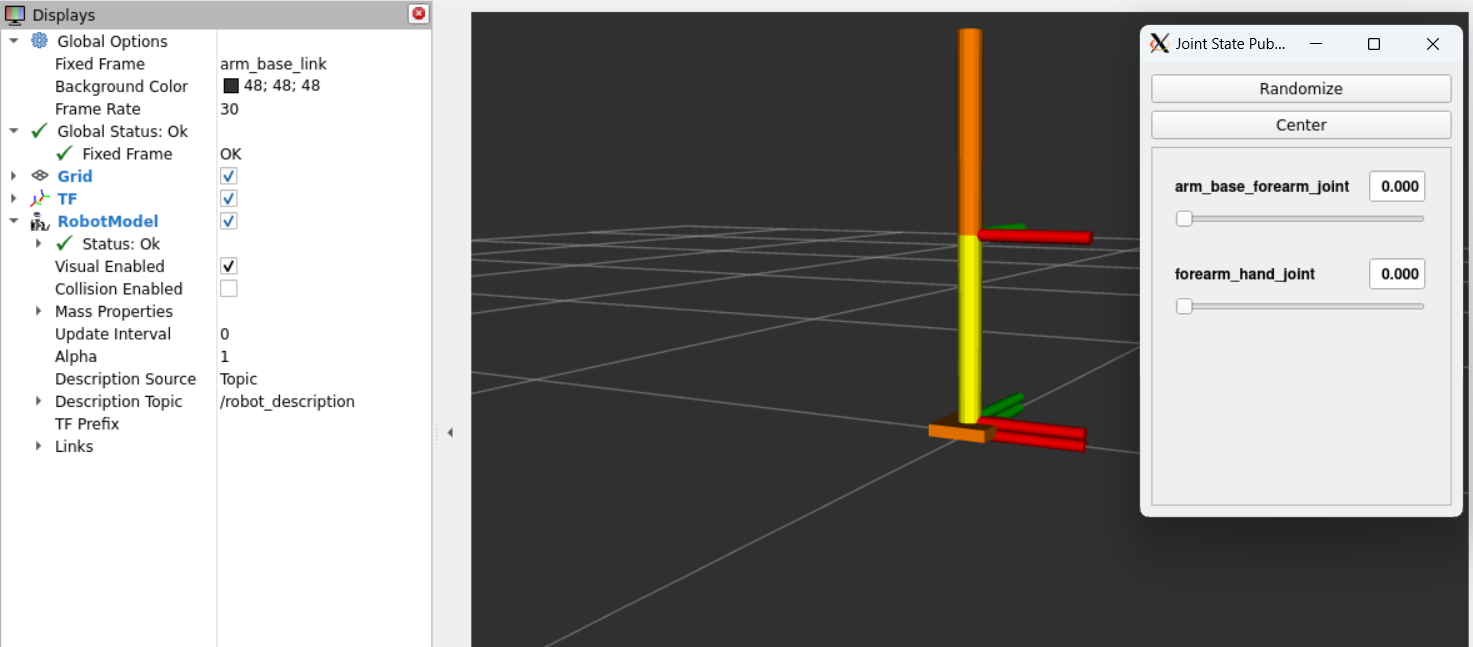 Displays
Global Options
Fixed Frame arm_base_link
Background Color 48; 48; 48
Frame Rate 30
Global Status: Ok
Fixed Frame OK
Grid
TF
RobotModel
Status: Ok
Visual Enabled
Collision Enabled
Mass Properties
Update Interval 0
Alpha 1
Description Source Topic
Description Topic /robot_description
TF Prefix
Links
Joint State Pub...
Randomize
Center
arm_base_forearm_joint 0.000
forearm_hand_joint 0.000